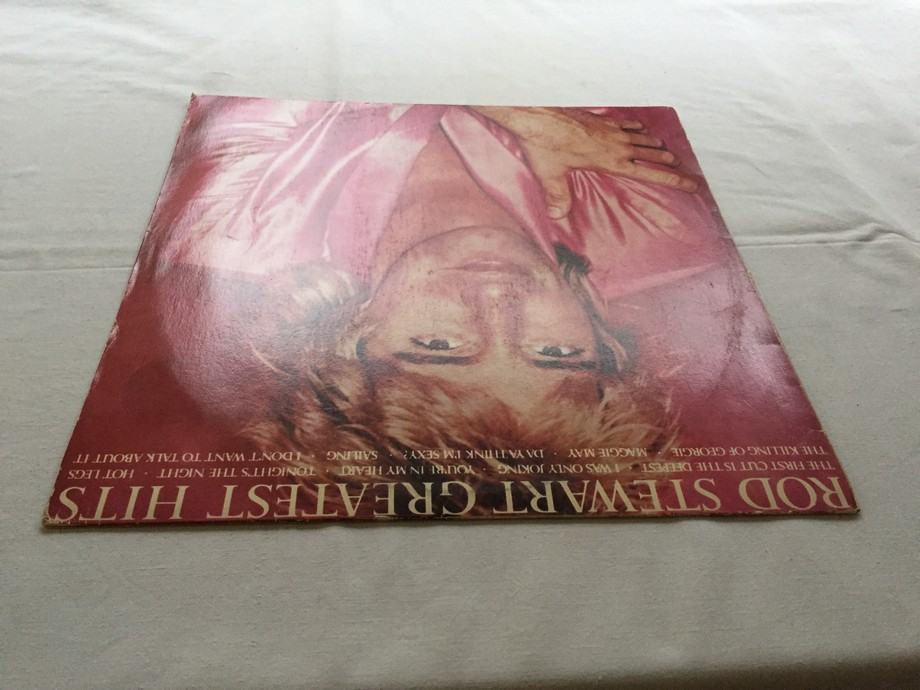 ROD STEWART GREATEST HITS
HOT LEGS · TONIGHT'S THE NIGHT · YOU'RE IN MY HEART · I WAS ONLY JOKING · THE FIRST CUT IS THE DEEPEST
I DON'T WANT TO TALK ABOUT IT · SAILING · DA YA THINK I'M SEXY? · MAGGIE MAY · THE KILLING OF GEORGIE